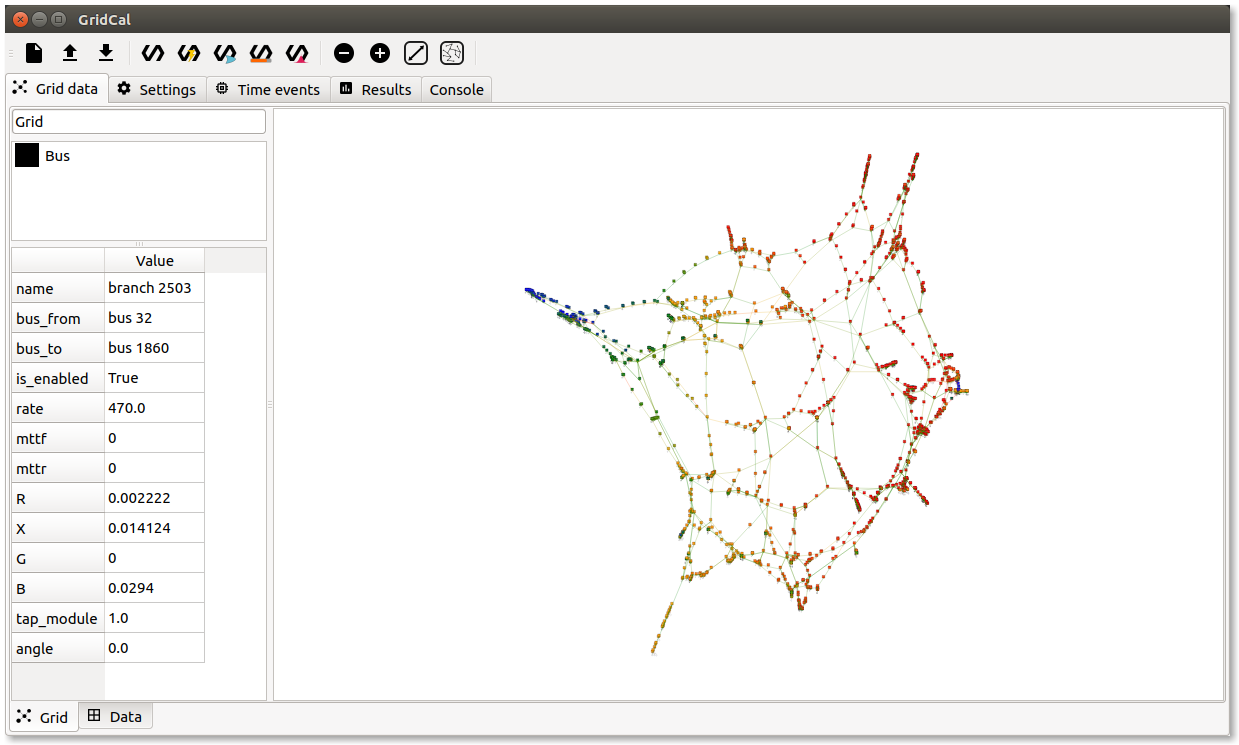 GridCal
Grid data Settings Time events Results Console
Grid
Bus
Value
name branch 2503
bus_from bus 32
bus_to bus 1860
is_enabled True
rate 470.0
mttf 0
mttr 0
R 0.002222
X 0.014124
G 0
B 0.0294
tap_module 1.0
angle 0.0
Grid Data